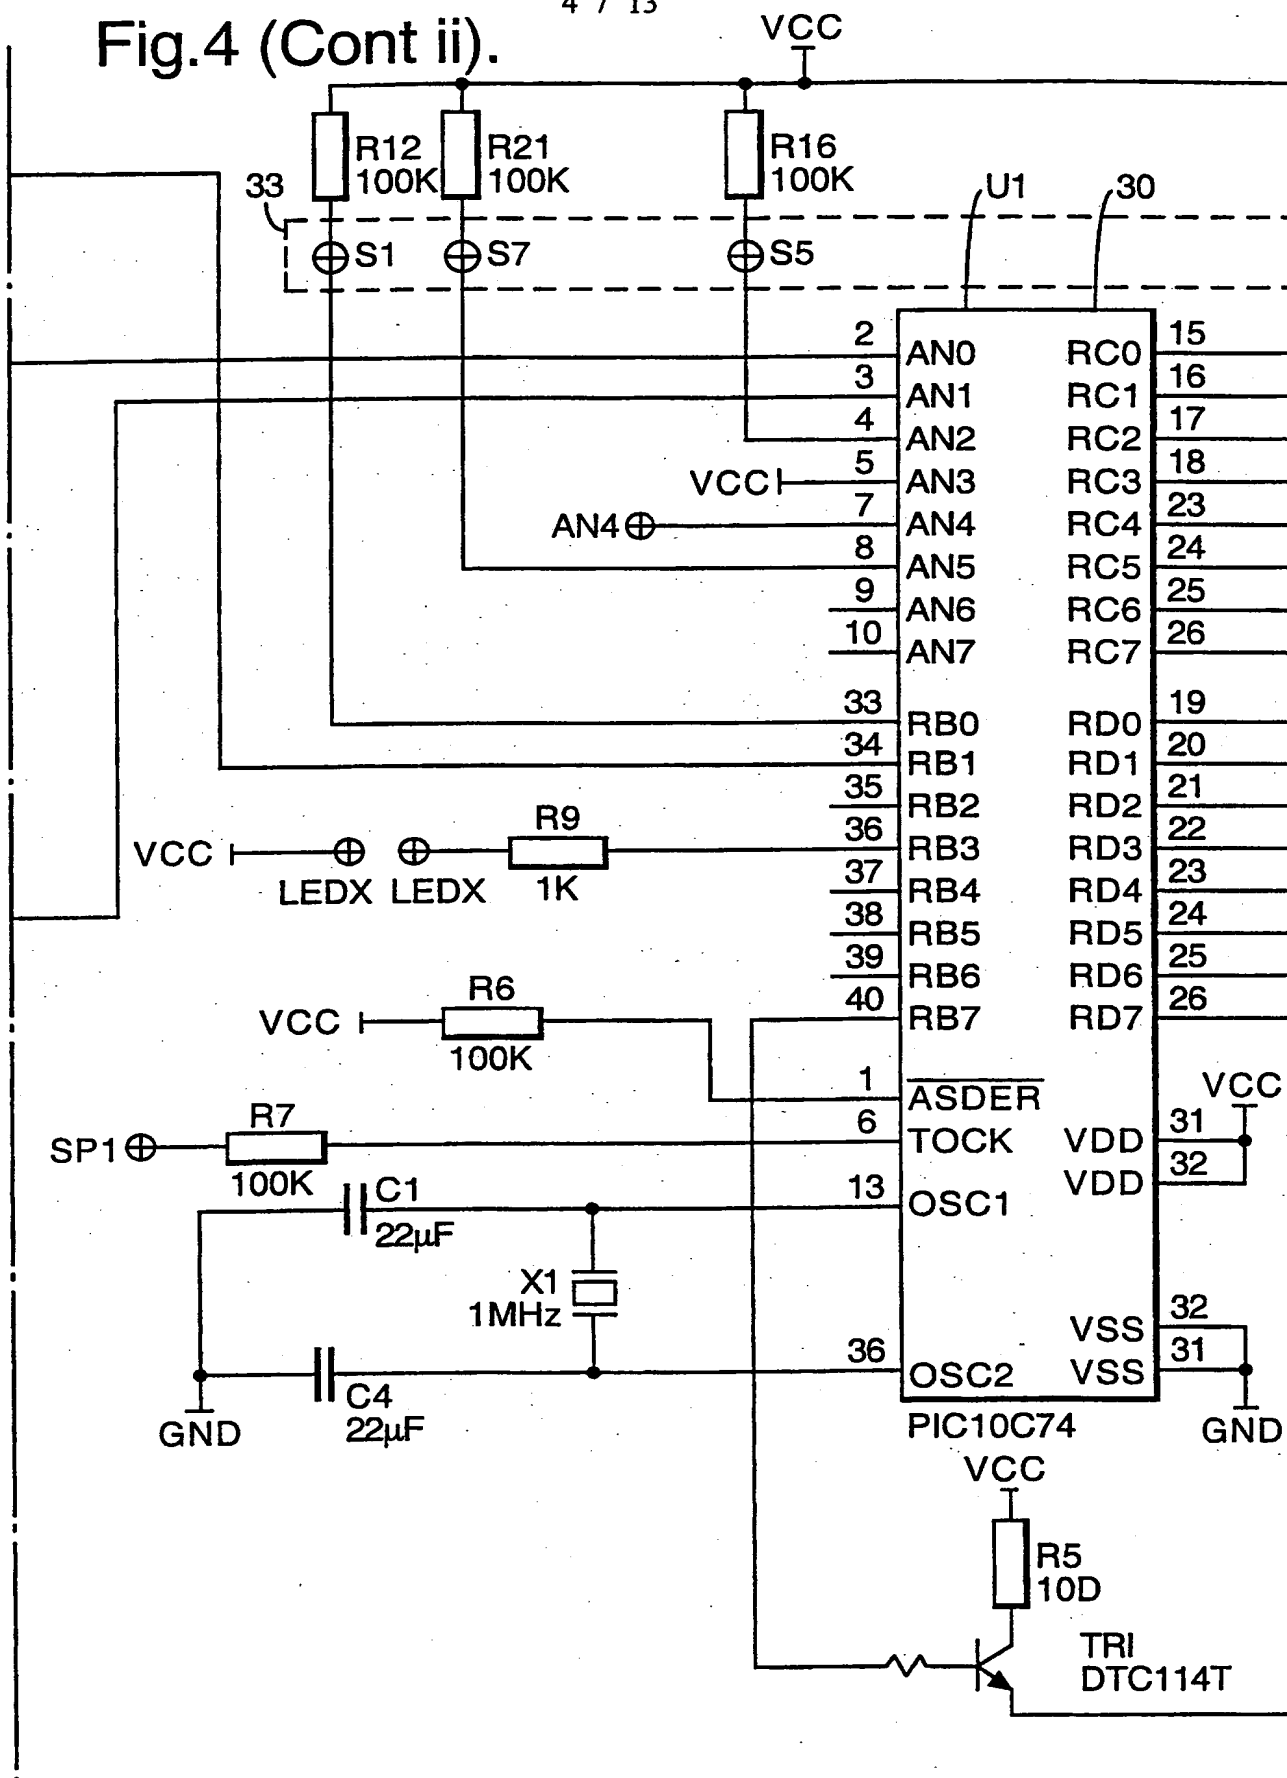 4 7 13
Fig.4 (Cont ii).
VCC
R12
100K
R21
100K
R16
100K
33
U1
30
S1
S7
S5
2
AN0
RC0
15
3
AN1
RC1
16
4
AN2
RC2
17
VCC
5
AN3
RC3
18
AN4
7
AN4
RC4
23
8
AN5
RC5
24
9
AN6
RC6
25
10
AN7
RC7
26
33
RB0
RD0
19
34
RB1
RD1
20
35
RB2
RD2
21
VCC
LEDX
LEDX
R9
1K
36
RB3
RD3
22
37
RB4
RD4
23
38
RB5
RD5
24
39
RB6
RD6
25
VCC
R6
100K
40
RB7
RD7
26
1
ASDER
VCC
SP1
R7
100K
6
TOCK
VDD
31
VDD
32
C1
22µF
13
OSC1
X1
1MHz
VSS
32
C4
22µF
36
OSC2
VSS
31
GND
GND
PIC10C74
VCC
R5
10D
TRI
DTC114T